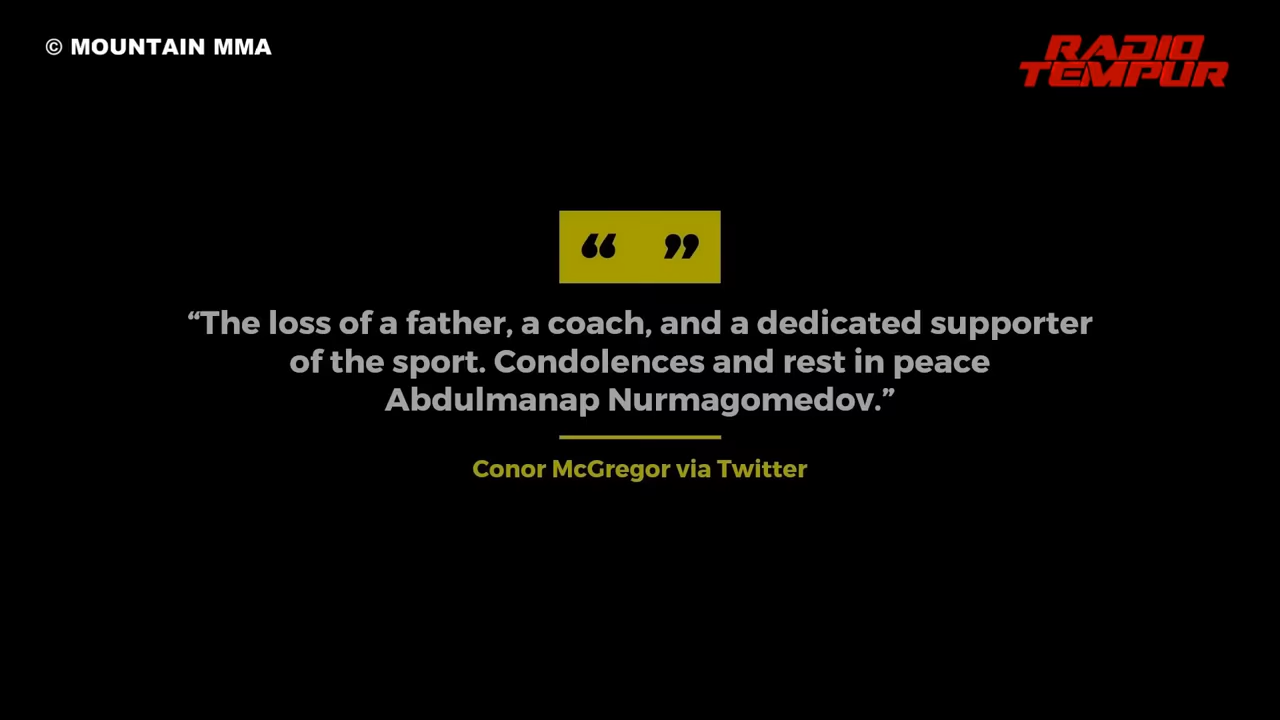 © MOUNTAIN MMA
RADIO
TEMPUR
“ ”
“The loss of a father, a coach, and a dedicated supporter
of the sport. Condolences and rest in peace
Abdulmanap Nurmagomedov.”
Conor McGregor via Twitter